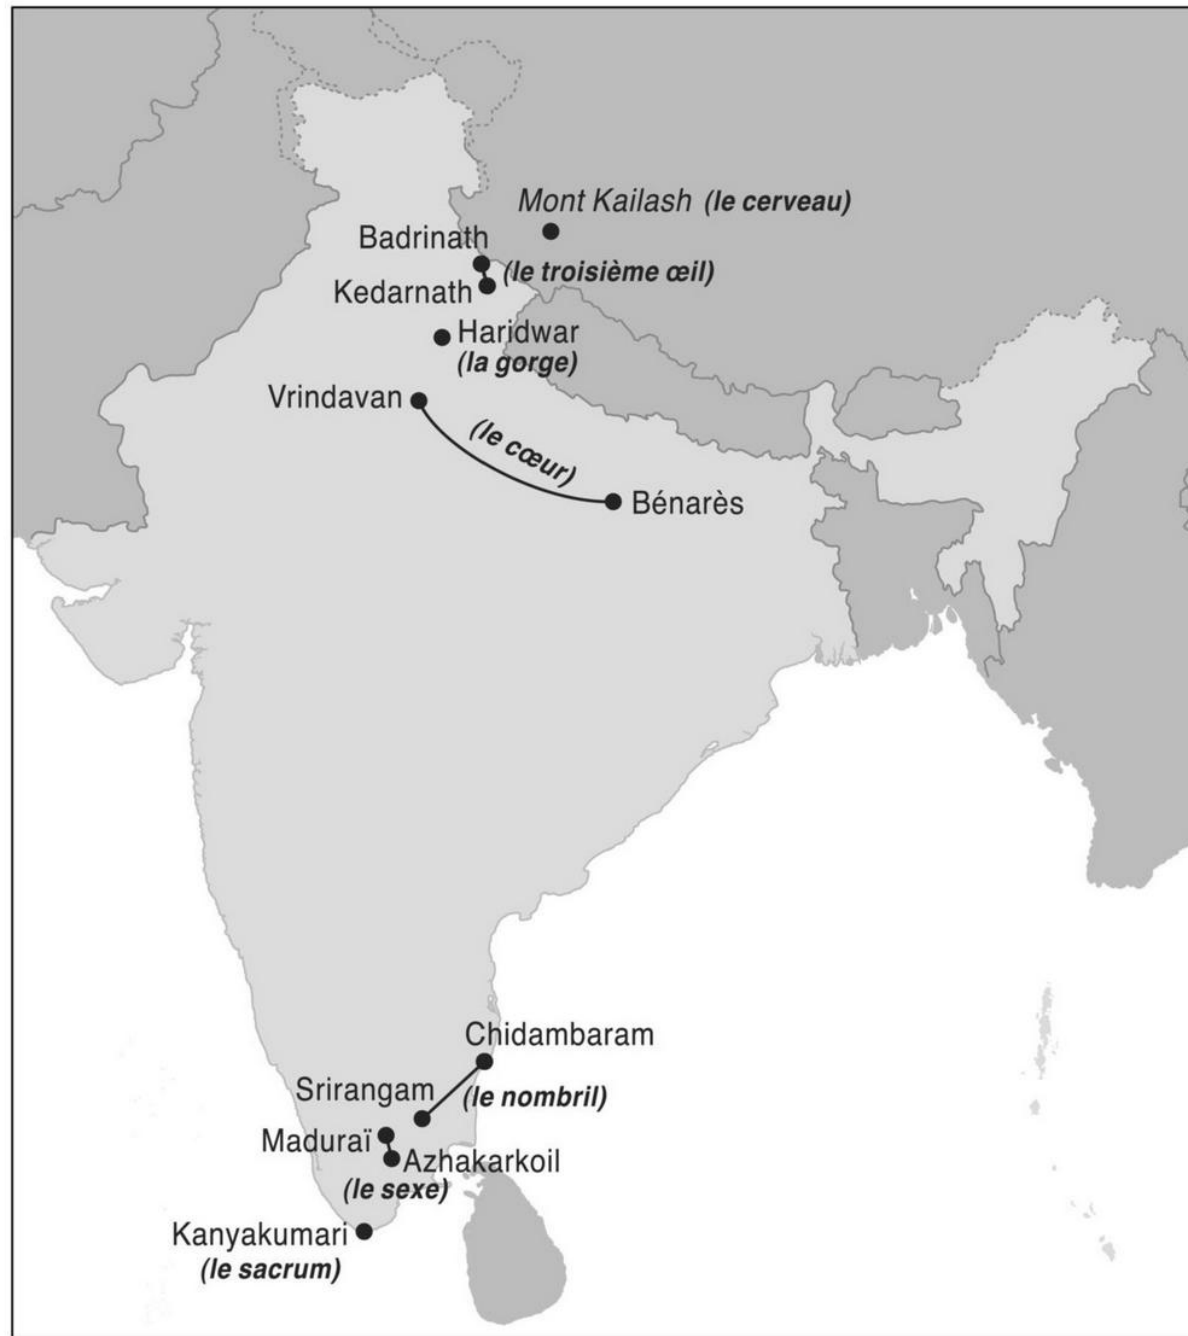 Mont Kailash (le cerveau)
Badrinath
(le troisième œil)
Kedarnath
Haridwar
(la gorge)
Vrindavan
(le cœur)
Bénarès
Chidambaram
Srirangam
(le nombril)
Maduraï
Azhakarkoil
(le sexe)
Kanyakumari
(le sacrum)